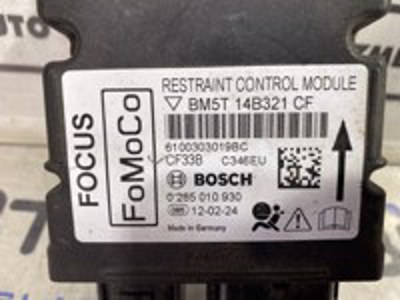 FOCUS
FoMoCo
RESTRAINT CONTROL MODULE
BM5T 14B321 CF
6100303019BC
CF33B C346EU
BOSCH
0 285 010 930
12-02-24
Made in Germany